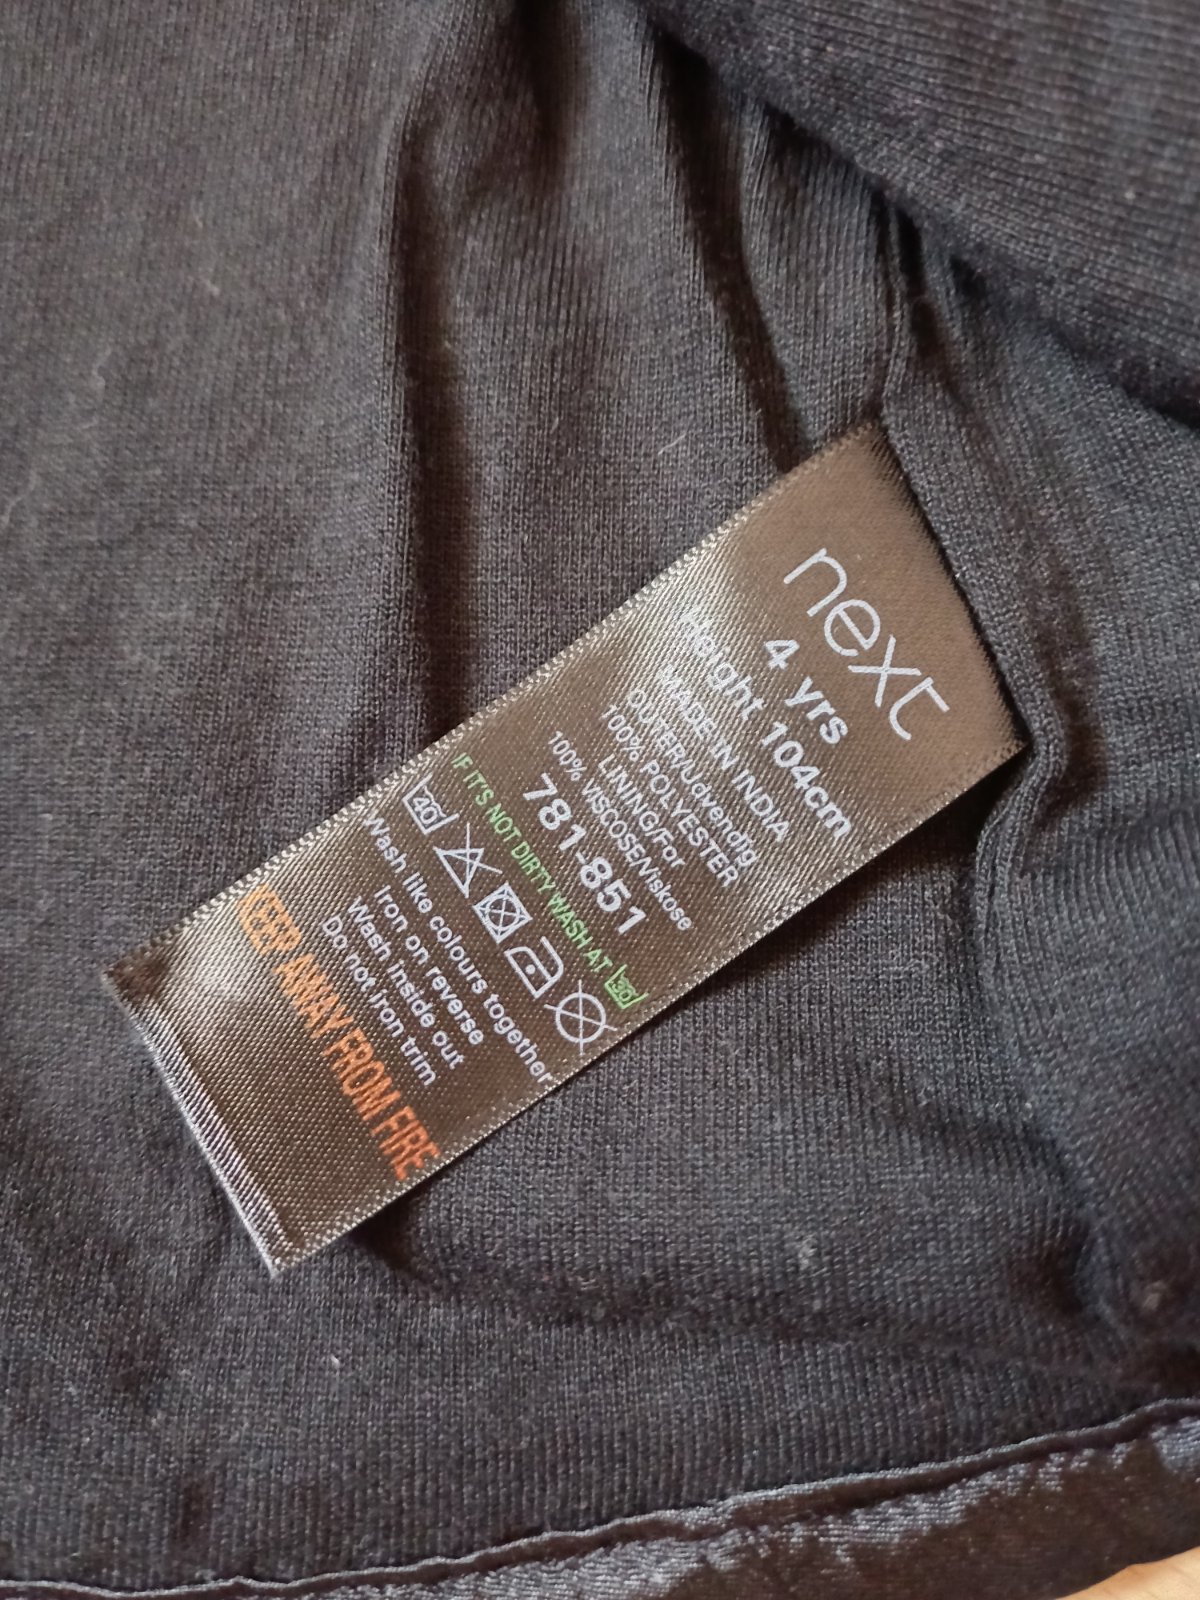 next
4 yrs
Height 104cm
MADE IN INDIA
OUTER/Udvendig
100% POLYESTER
LINING/For
100% VISCOSE/Viskose
781-851
IF IT'S NOT DIRTY WASH AT 30
40
Wash like colours together
Iron on reverse
Wash inside out
Do not iron trim
KEEP AWAY FROM FIRE